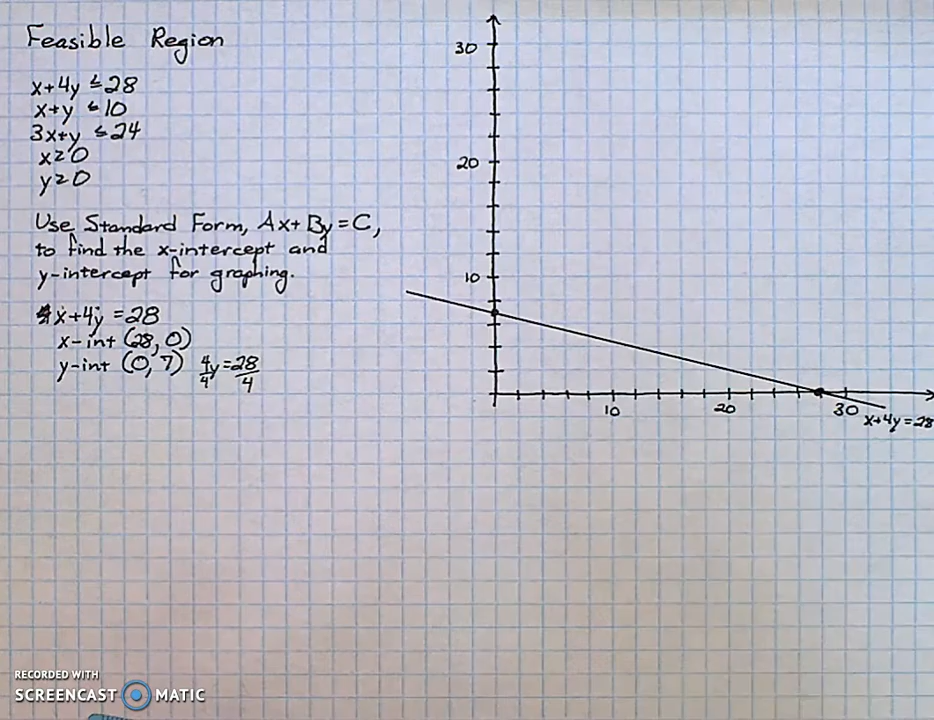 Feasible Region
x+4y ≤ 28
x+y ≤ 10
3x+y ≤ 24
x ≥ 0
y ≥ 0
Use Standard Form, Ax+By=C,
to find the x-intercept and
y-intercept for graphing.
x+4y = 28
x-int (28, 0)
y-int (0, 7) 4y/4 = 28/4
30
20
10
10
20
30
x+4y=28
RECORDED WITH
SCREENCAST MATIC